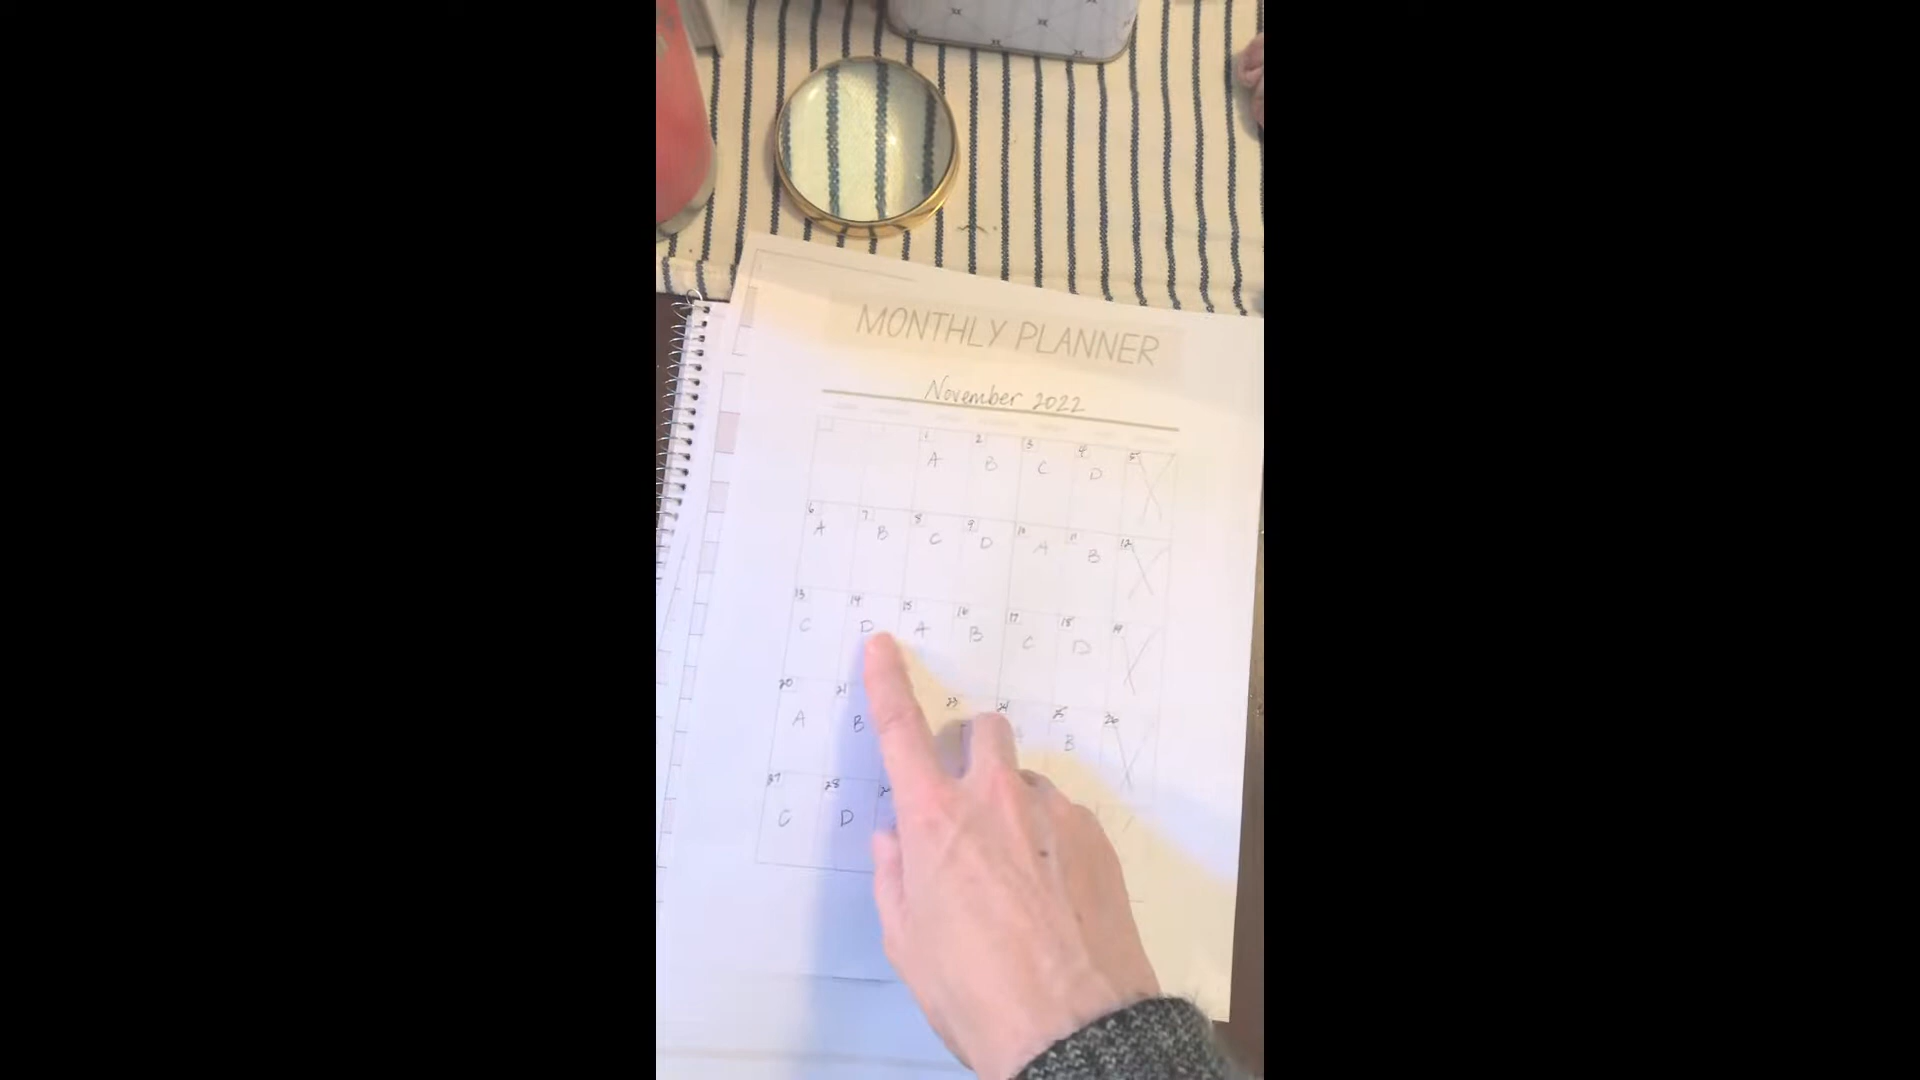 MONTHLY PLANNER
November 2022
1 2 3 4 5
A B C D
6 7 8 9 10 11 12
A B C D A B
13 14 15 16 17 18 19
C D A B C D
20 21 23 24 25 26
A B B
27 28
C D